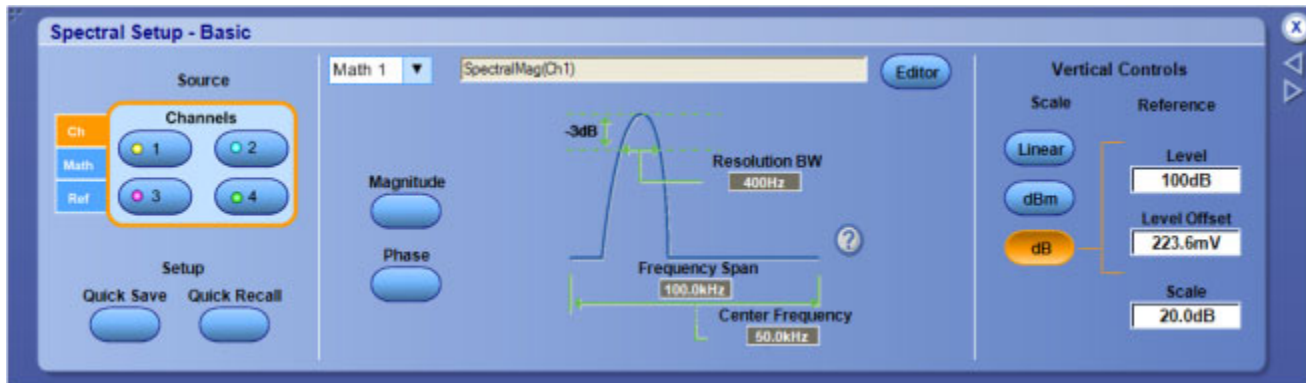 Spectral Setup - Basic
Source
Channels
Ch
Math
Ref
1
2
3
4
Setup
Quick Save
Quick Recall
Math 1
SpectralMag(Ch1)
Editor
Magnitude
Phase
-3dB
Resolution BW
400Hz
Frequency Span
100.0kHz
Center Frequency
50.0kHz
?
Vertical Controls
Scale
Linear
dBm
dB
Reference
Level
100dB
Level Offset
223.6mV
Scale
20.0dB
X